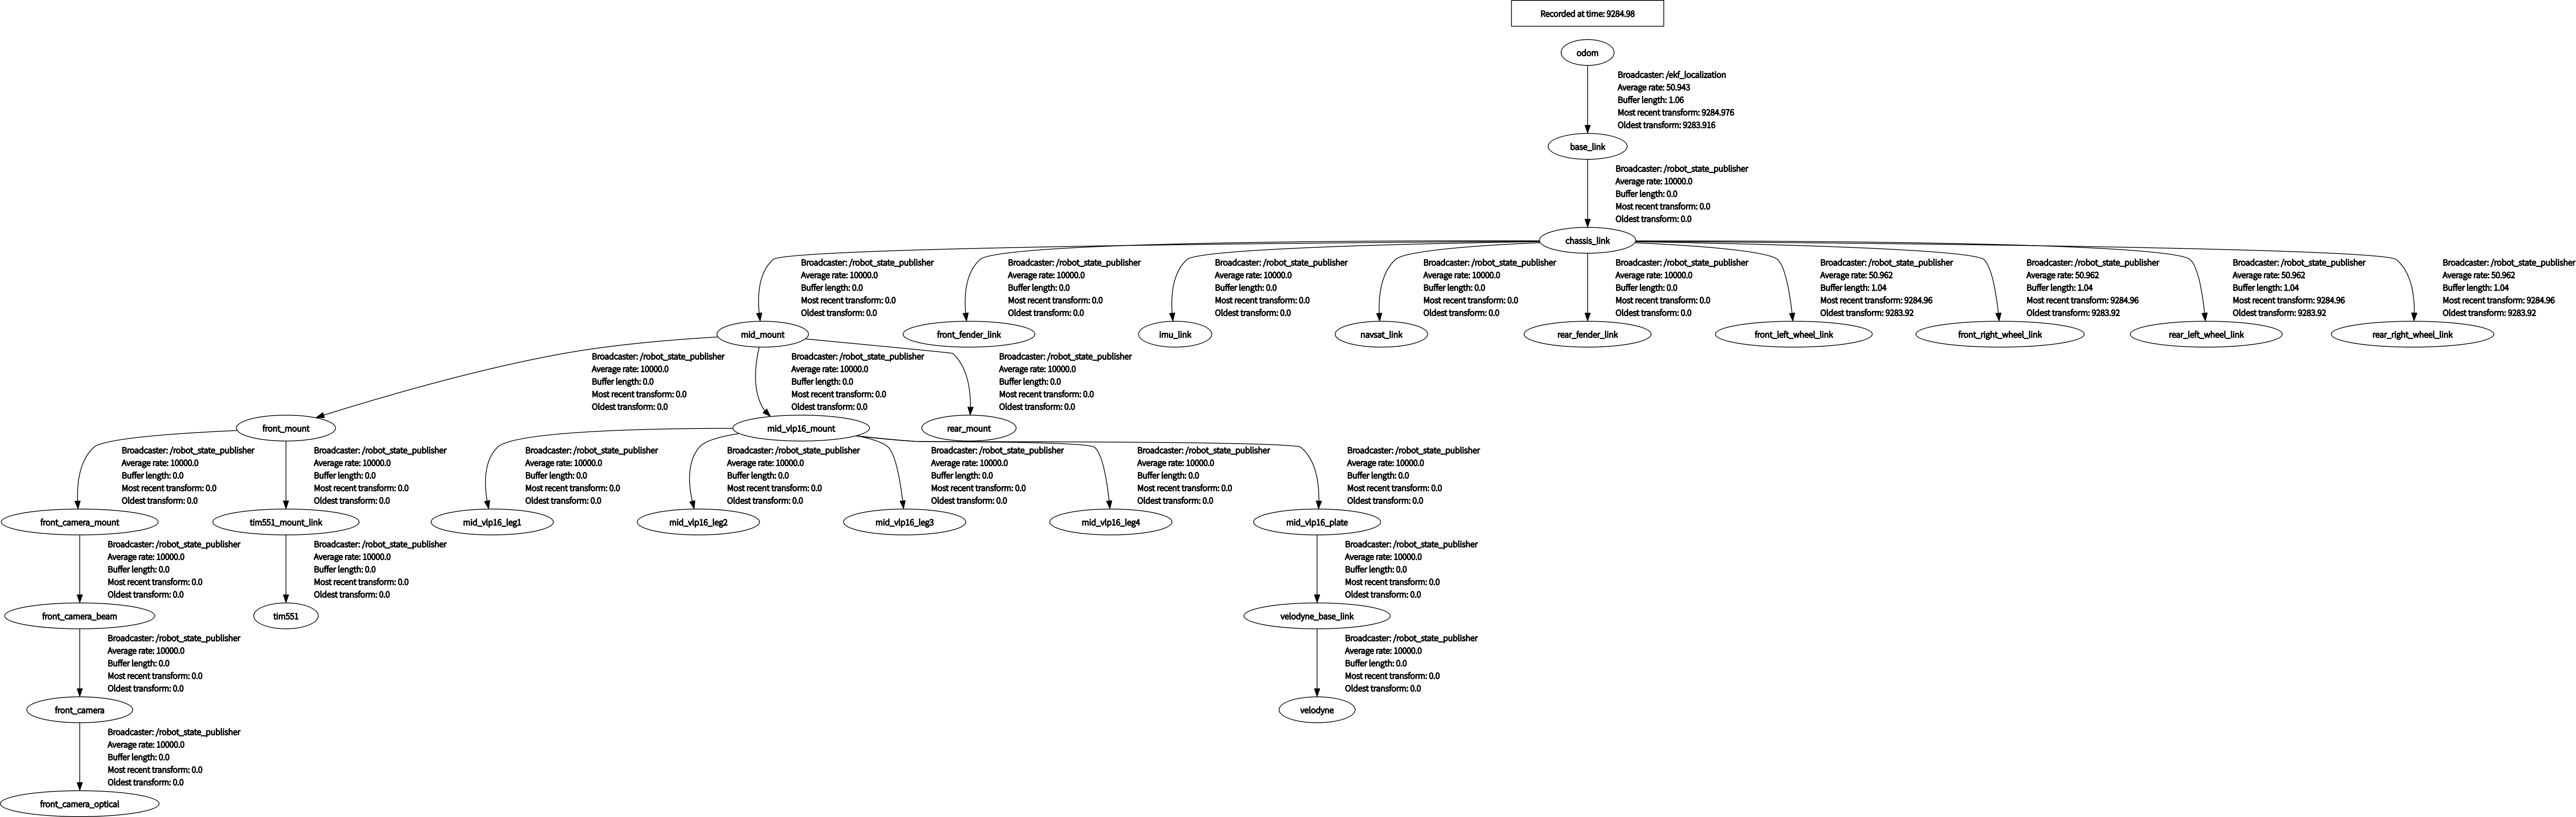 Recorded at time: 9284.98
odom
Broadcaster: /ekf_localization
Average rate: 50.943
Buffer length: 1.06
Most recent transform: 9284.976
Oldest transform: 9283.916
base_link
Broadcaster: /robot_state_publisher
Average rate: 10000.0
Buffer length: 0.0
Most recent transform: 0.0
Oldest transform: 0.0
chassis_link
Broadcaster: /robot_state_publisher
Average rate: 10000.0
Buffer length: 0.0
Most recent transform: 0.0
Oldest transform: 0.0
Broadcaster: /robot_state_publisher
Average rate: 10000.0
Buffer length: 0.0
Most recent transform: 0.0
Oldest transform: 0.0
Broadcaster: /robot_state_publisher
Average rate: 10000.0
Buffer length: 0.0
Most recent transform: 0.0
Oldest transform: 0.0
Broadcaster: /robot_state_publisher
Average rate: 10000.0
Buffer length: 0.0
Most recent transform: 0.0
Oldest transform: 0.0
Broadcaster: /robot_state_publisher
Average rate: 10000.0
Buffer length: 0.0
Most recent transform: 0.0
Oldest transform: 0.0
Broadcaster: /robot_state_publisher
Average rate: 50.962
Buffer length: 1.04
Most recent transform: 9284.96
Oldest transform: 9283.92
Broadcaster: /robot_state_publisher
Average rate: 50.962
Buffer length: 1.04
Most recent transform: 9284.96
Oldest transform: 9283.92
Broadcaster: /robot_state_publisher
Average rate: 50.962
Buffer length: 1.04
Most recent transform: 9284.96
Oldest transform: 9283.92
Broadcaster: /robot_state_publisher
Average rate: 50.962
Buffer length: 1.04
Most recent transform: 9284.96
Oldest transform: 9283.92
mid_mount
front_fender_link
imu_link
navsat_link
rear_fender_link
front_left_wheel_link
front_right_wheel_link
rear_left_wheel_link
rear_right_wheel_link
Broadcaster: /robot_state_publisher
Average rate: 10000.0
Buffer length: 0.0
Most recent transform: 0.0
Oldest transform: 0.0
Broadcaster: /robot_state_publisher
Average rate: 10000.0
Buffer length: 0.0
Most recent transform: 0.0
Oldest transform: 0.0
Broadcaster: /robot_state_publisher
Average rate: 10000.0
Buffer length: 0.0
Most recent transform: 0.0
Oldest transform: 0.0
front_mount
mid_vlp16_mount
rear_mount
Broadcaster: /robot_state_publisher
Average rate: 10000.0
Buffer length: 0.0
Most recent transform: 0.0
Oldest transform: 0.0
Broadcaster: /robot_state_publisher
Average rate: 10000.0
Buffer length: 0.0
Most recent transform: 0.0
Oldest transform: 0.0
Broadcaster: /robot_state_publisher
Average rate: 10000.0
Buffer length: 0.0
Most recent transform: 0.0
Oldest transform: 0.0
Broadcaster: /robot_state_publisher
Average rate: 10000.0
Buffer length: 0.0
Most recent transform: 0.0
Oldest transform: 0.0
Broadcaster: /robot_state_publisher
Average rate: 10000.0
Buffer length: 0.0
Most recent transform: 0.0
Oldest transform: 0.0
Broadcaster: /robot_state_publisher
Average rate: 10000.0
Buffer length: 0.0
Most recent transform: 0.0
Oldest transform: 0.0
Broadcaster: /robot_state_publisher
Average rate: 10000.0
Buffer length: 0.0
Most recent transform: 0.0
Oldest transform: 0.0
front_camera_mount
tim551_mount_link
mid_vlp16_leg1
mid_vlp16_leg2
mid_vlp16_leg3
mid_vlp16_leg4
mid_vlp16_plate
Broadcaster: /robot_state_publisher
Average rate: 10000.0
Buffer length: 0.0
Most recent transform: 0.0
Oldest transform: 0.0
Broadcaster: /robot_state_publisher
Average rate: 10000.0
Buffer length: 0.0
Most recent transform: 0.0
Oldest transform: 0.0
Broadcaster: /robot_state_publisher
Average rate: 10000.0
Buffer length: 0.0
Most recent transform: 0.0
Oldest transform: 0.0
front_camera_beam
tim551
velodyne_base_link
Broadcaster: /robot_state_publisher
Average rate: 10000.0
Buffer length: 0.0
Most recent transform: 0.0
Oldest transform: 0.0
Broadcaster: /robot_state_publisher
Average rate: 10000.0
Buffer length: 0.0
Most recent transform: 0.0
Oldest transform: 0.0
front_camera
velodyne
Broadcaster: /robot_state_publisher
Average rate: 10000.0
Buffer length: 0.0
Most recent transform: 0.0
Oldest transform: 0.0
front_camera_optical